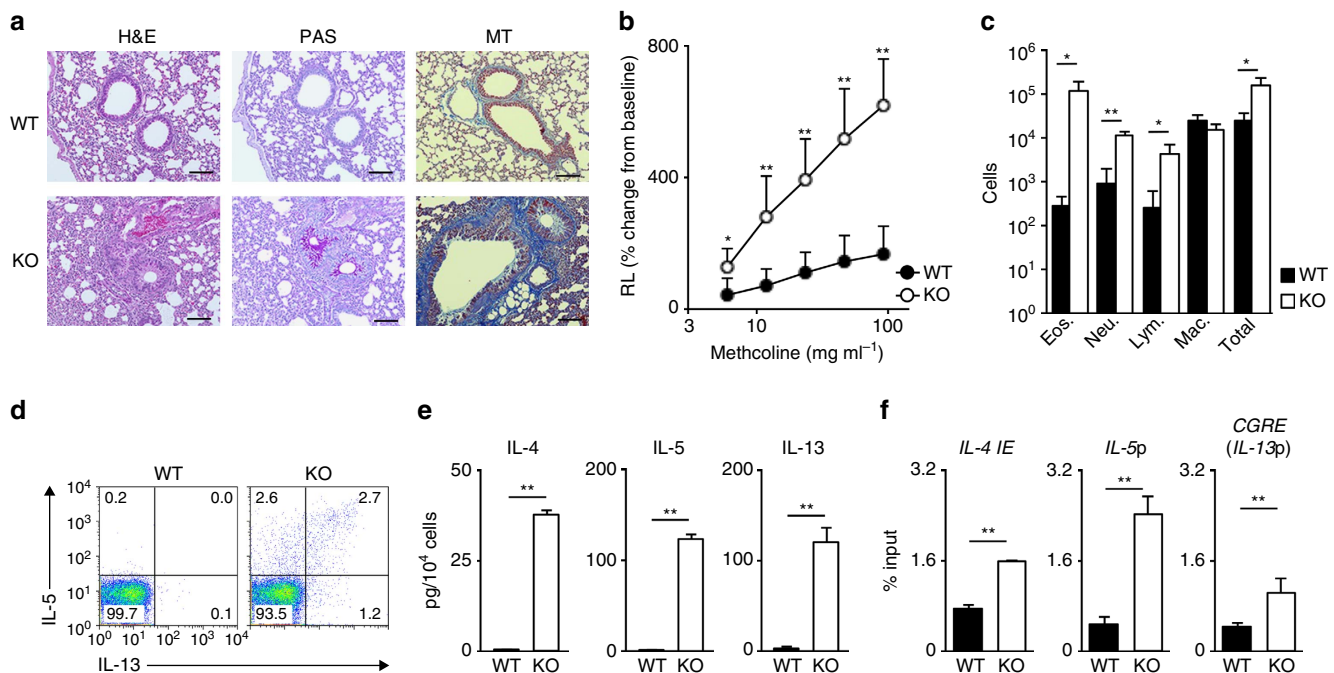 a
H&E PAS MT
WT
KO
b
800
400
0
RL (% change from baseline)
* ** ** ** **
WT
KO
3 10 100
Methcoline (mg ml⁻¹)
c
10⁶
10⁵
10⁴
10³
10²
10¹
10⁰
Cells
* ** * *
WT
KO
Eos. Neu. Lym. Mac. Total
d
WT KO
10⁴
10³
10²
10¹
10⁰
IL-5
0.2 0.0 2.6 2.7
99.7 0.1 93.5 1.2
10⁰ 10¹ 10² 10³ 10⁴ 10⁰ 10¹ 10² 10³ 10⁴
IL-13
e
IL-4 IL-5 IL-13
pg/10⁴ cells
50 200 200
25 100 100
0 0 0
** ** **
WT KO WT KO WT KO
f
IL-4 IE IL-5p CGRE
(IL-13p)
% input
3.2 3.2 3.2
1.6 1.6 1.6
0 0 0
** ** **
WT KO WT KO WT KO